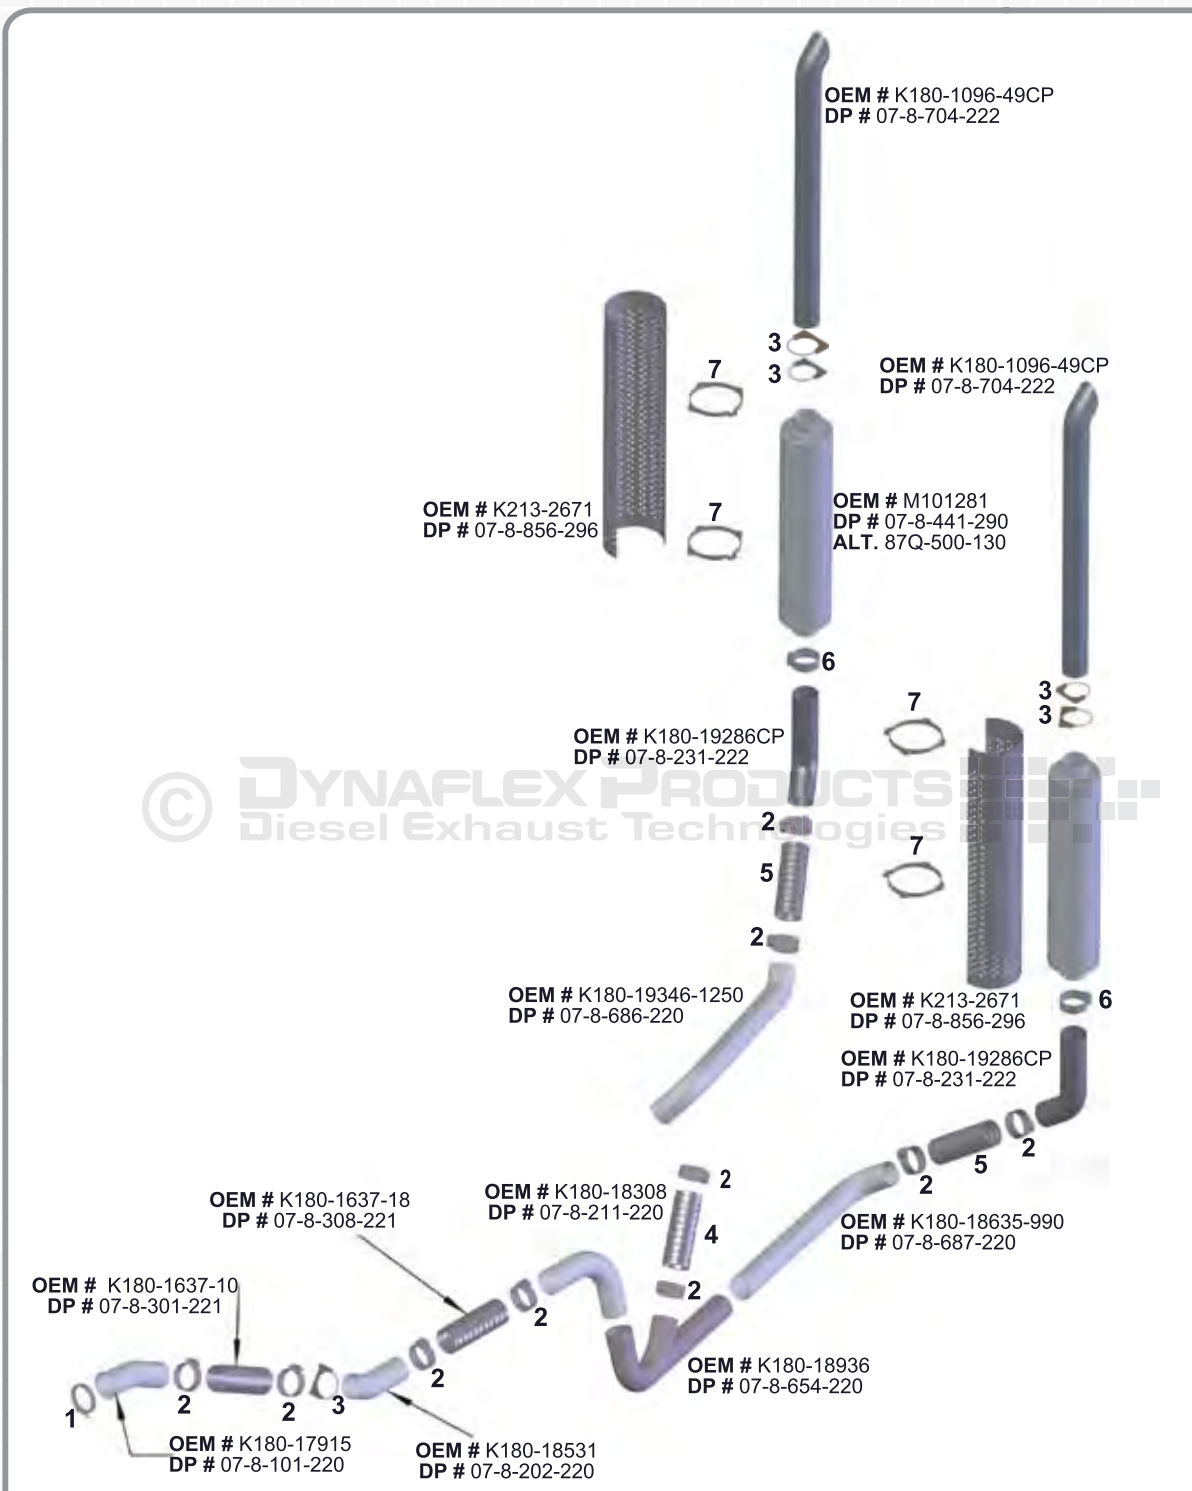 OEM # K180-1096-49CP
DP # 07-8-704-222
3
3
7
OEM # K180-1096-49CP
DP # 07-8-704-222
OEM # K213-2671
DP # 07-8-856-296
7
OEM # M101281
DP # 07-8-441-290
ALT. 87Q-500-130
6
3
3
7
OEM # K180-19286CP
DP # 07-8-231-222
© DYNAFLEX PRODUCTS
Diesel Exhaust Technologies
2
5
7
2
OEM # K180-19346-1250
DP # 07-8-686-220
OEM # K213-2671
DP # 07-8-856-296
6
OEM # K180-19286CP
DP # 07-8-231-222
2
5
2
2
OEM # K180-1637-18
DP # 07-8-308-221
OEM # K180-18308
DP # 07-8-211-220
4
OEM # K180-18635-990
DP # 07-8-687-220
OEM # K180-1637-10
DP # 07-8-301-221
2
2
2
OEM # K180-18936
DP # 07-8-654-220
1
2
2
3
OEM # K180-17915
DP # 07-8-101-220
OEM # K180-18531
DP # 07-8-202-220